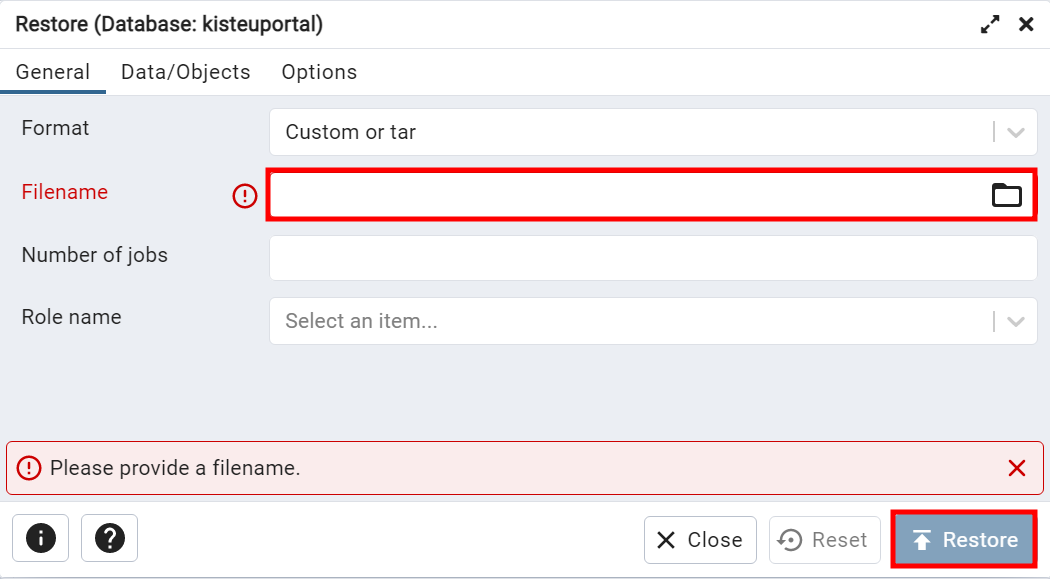 Restore (Database: kisteuportal)
General Data/Objects Options
Format Custom or tar
Filename
Number of jobs
Role name Select an item...
Please provide a filename.
Close Reset Restore